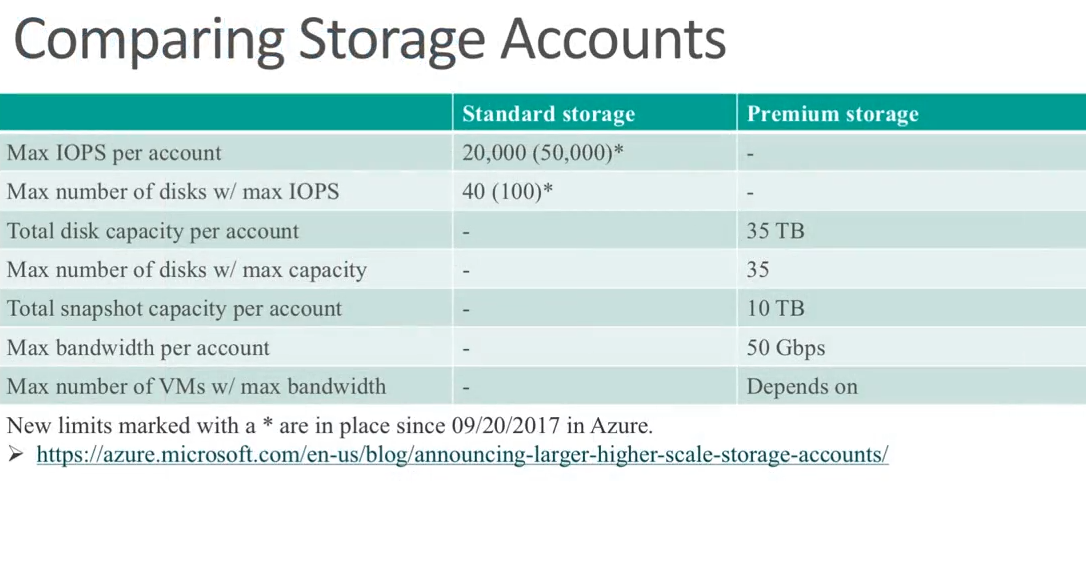 Comparing Storage Accounts
Standard storage Premium storage
Max IOPS per account 20,000 (50,000)* -
Max number of disks w/ max IOPS 40 (100)* -
Total disk capacity per account - 35 TB
Max number of disks w/ max capacity - 35
Total snapshot capacity per account - 10 TB
Max bandwidth per account - 50 Gbps
Max number of VMs w/ max bandwidth - Depends on
New limits marked with a * are in place since 09/20/2017 in Azure.
➢ https://azure.microsoft.com/en-us/blog/announcing-larger-higher-scale-storage-accounts/